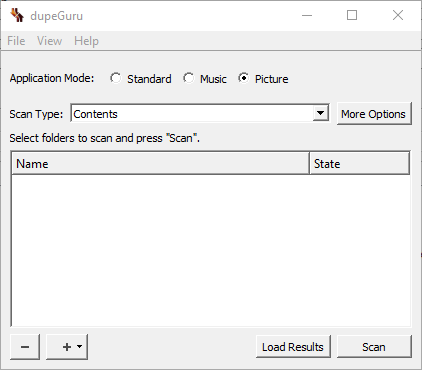 dupeGuru
File View Help
Application Mode: Standard Music Picture
Scan Type: Contents More Options
Select folders to scan and press "Scan".
Name State
Load Results Scan